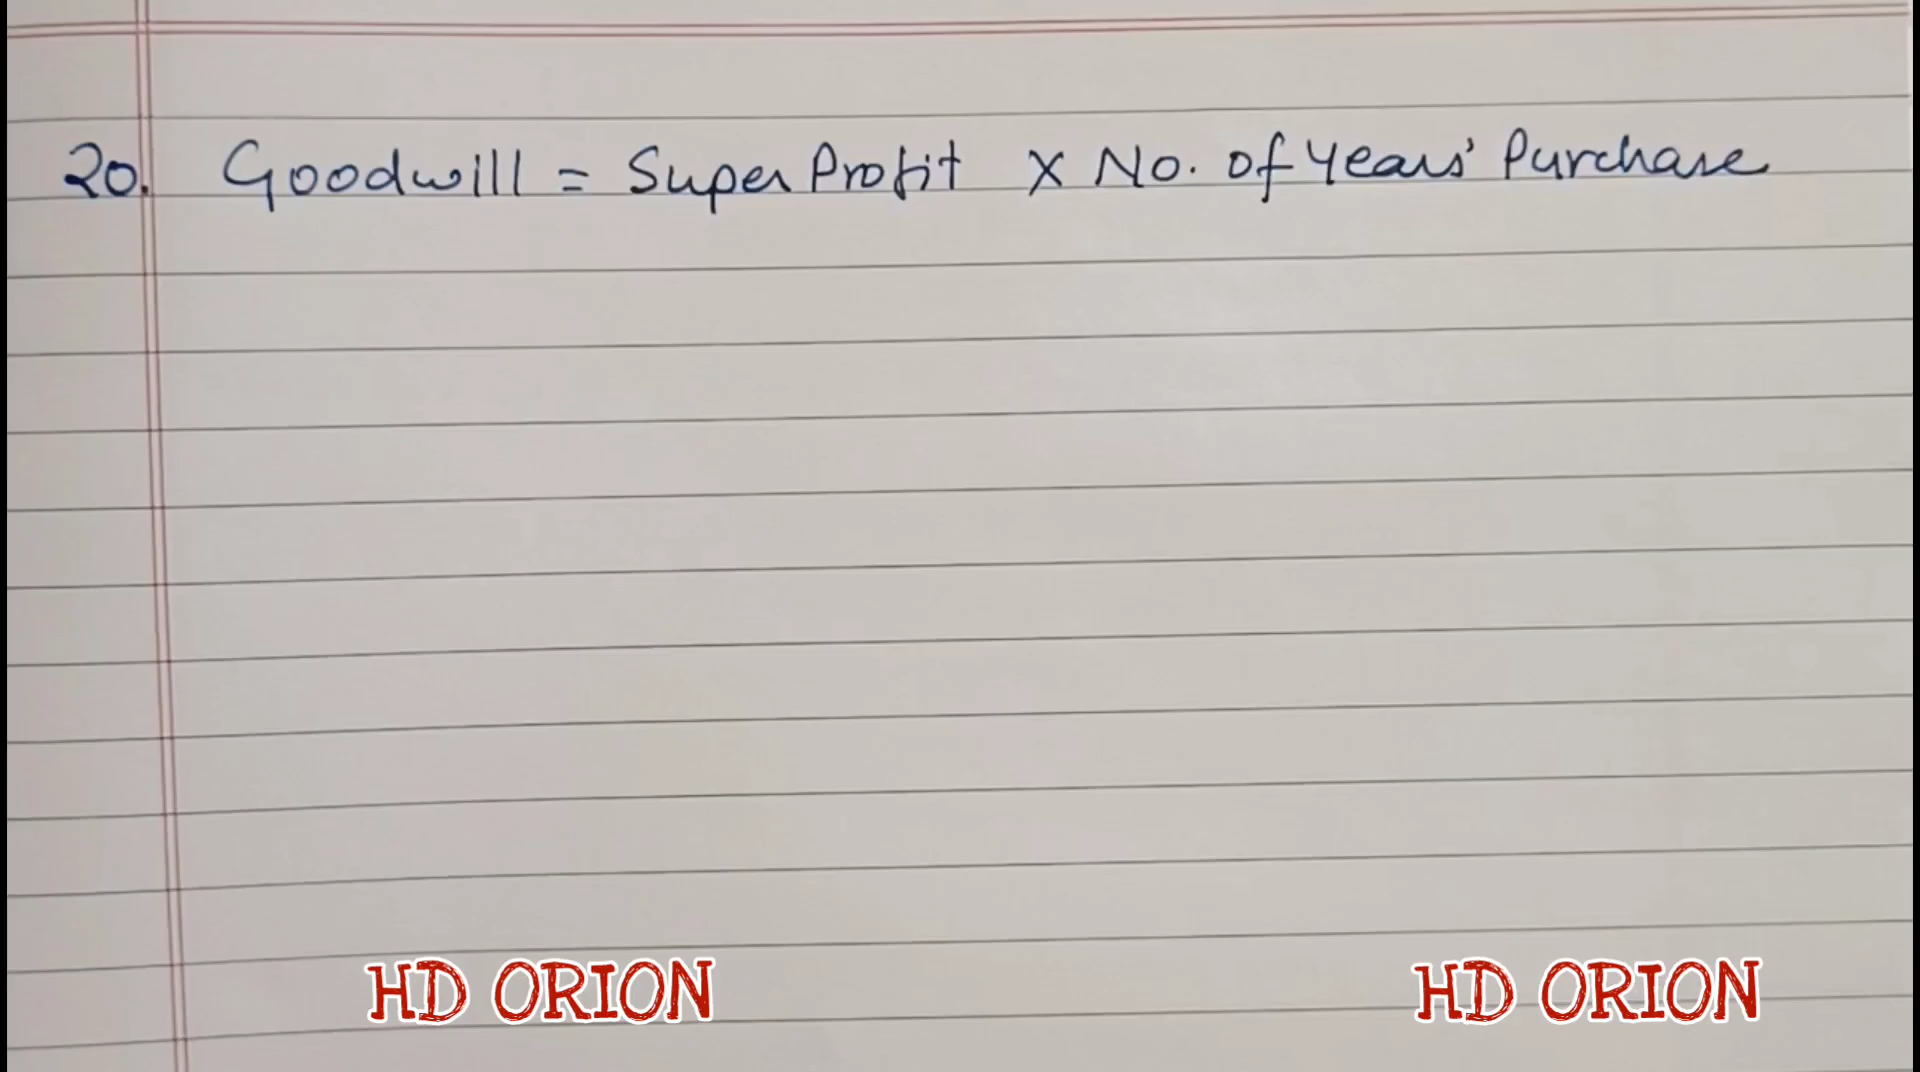 20. Goodwill = Super Profit x No. of Years' Purchase
HD ORION HD ORION